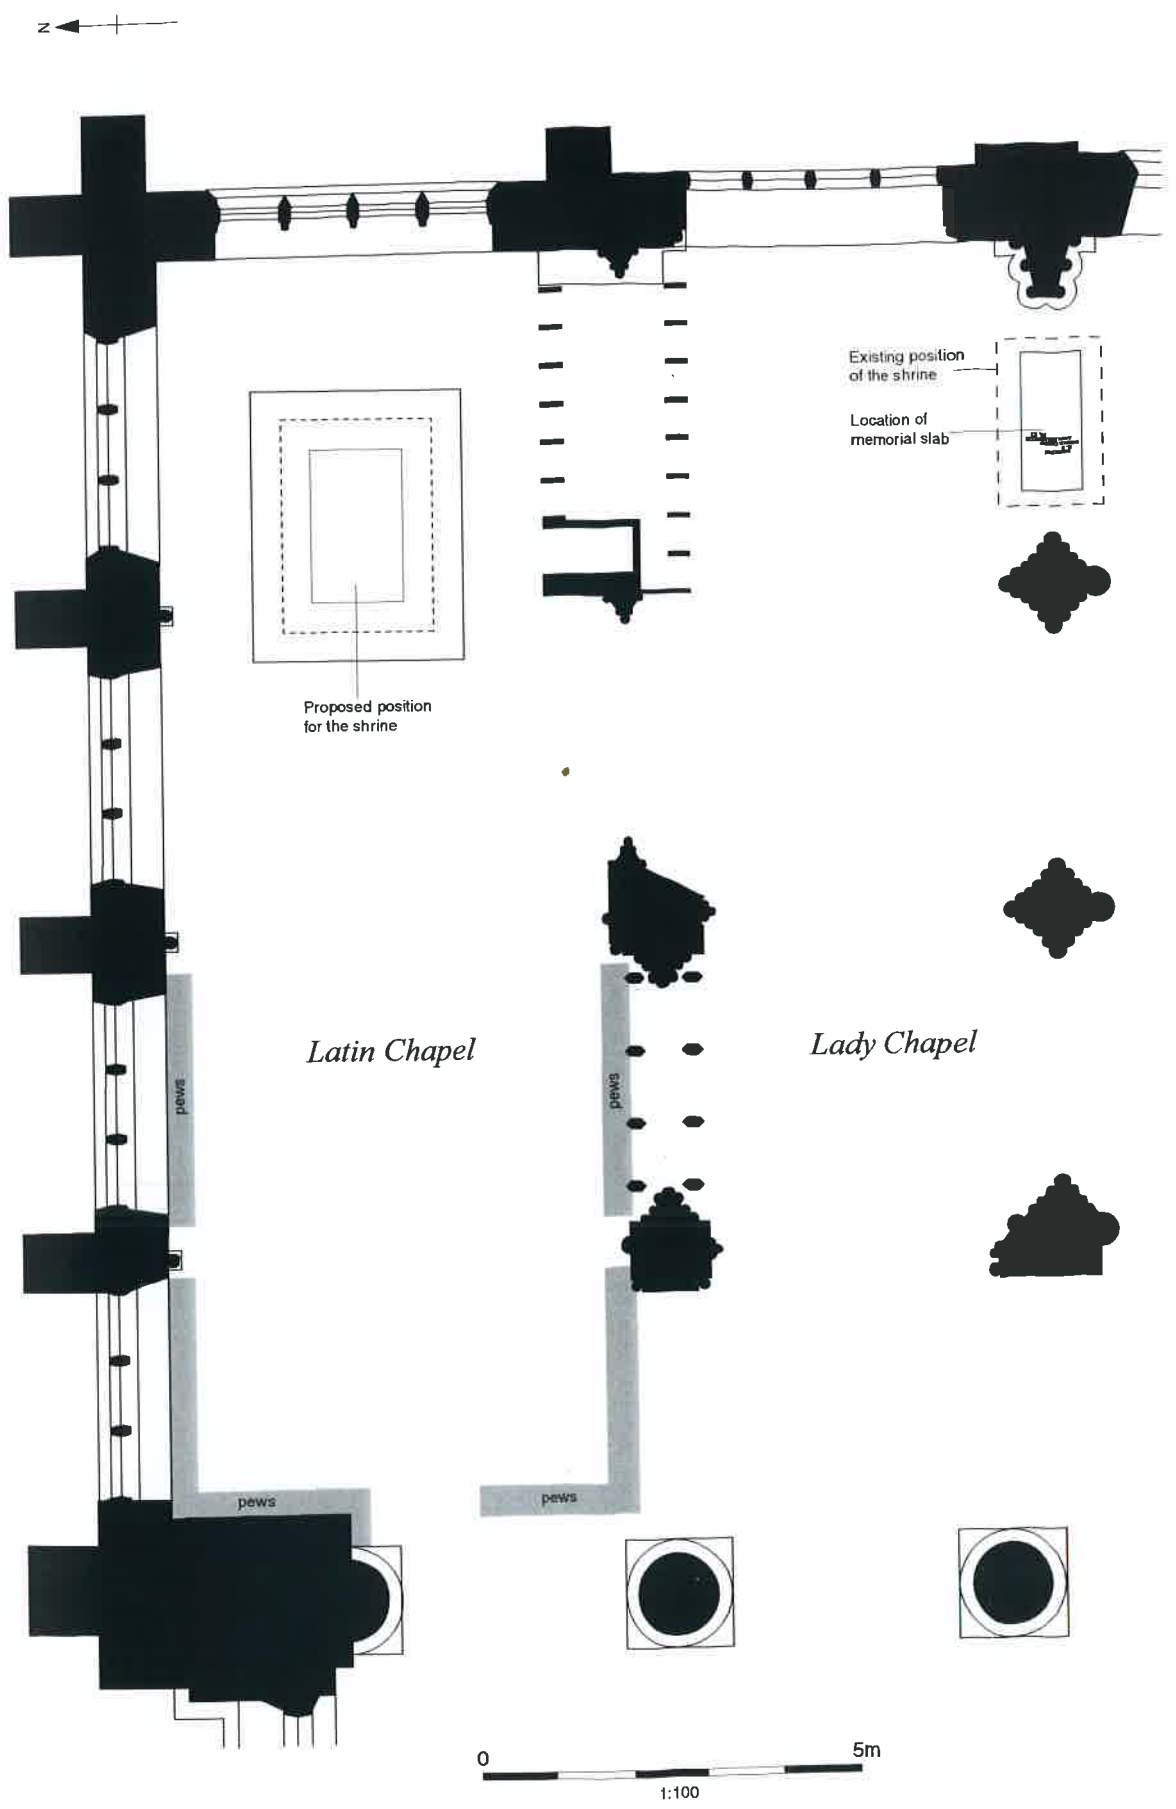 N
Existing position
of the shrine
Location of
memorial slab
Proposed position
for the shrine
Latin Chapel
Lady Chapel
pews
pews
pews
pews
0
5m
1:100